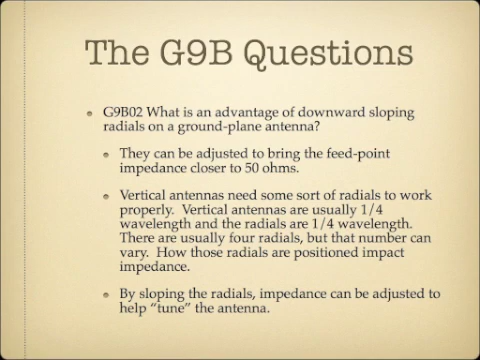 The G9B Questions
G9B02 What is an advantage of downward sloping
radials on a ground-plane antenna?
They can be adjusted to bring the feed-point
impedance closer to 50 ohms.
Vertical antennas need some sort of radials to work
properly. Vertical antennas are usually 1/4
wavelength and the radials are 1/4 wavelength.
There are usually four radials, but that number can
vary. How those radials are positioned impact
impedance.
By sloping the radials, impedance can be adjusted to
help “tune” the antenna.